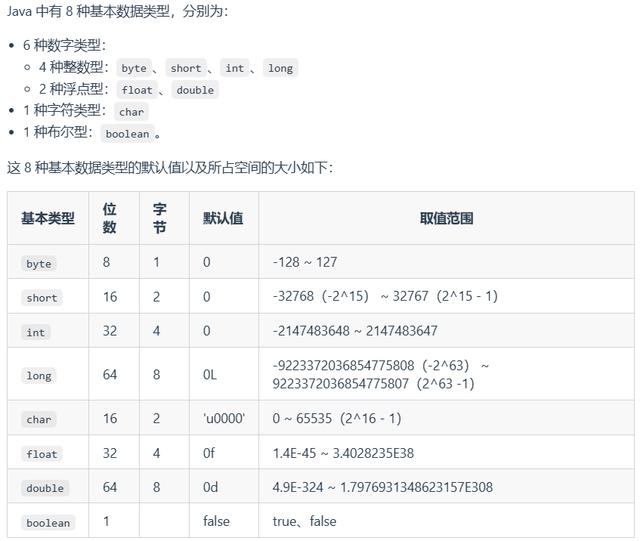 Java 中有 8 种基本数据类型，分别为：
6 种数字类型：
4 种整数型：byte、short、int、long
2 种浮点型：float、double
1 种字符类型：char
1 种布尔型：boolean。
这 8 种基本数据类型的默认值以及所占空间的大小如下：
基本类型 位数 字节 默认值 取值范围
byte 8 1 0 -128 ~ 127
short 16 2 0 -32768（-2^15） ~ 32767（2^15 - 1）
int 32 4 0 -2147483648 ~ 2147483647
long 64 8 0L -9223372036854775808（-2^63） ~
9223372036854775807（2^63 -1）
char 16 2 'u0000' 0 ~ 65535（2^16 - 1）
float 32 4 0f 1.4E-45 ~ 3.4028235E38
double 64 8 0d 4.9E-324 ~ 1.7976931348623157E308
boolean 1 false true、false